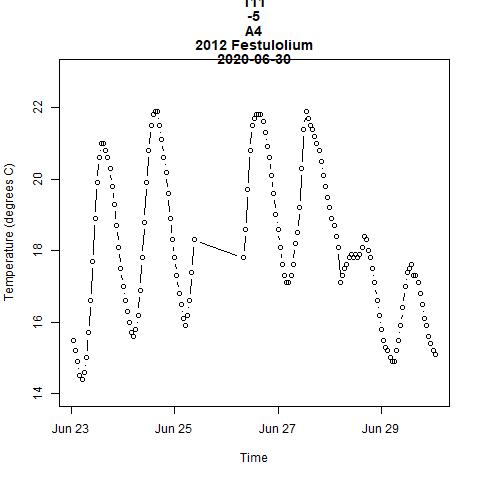 T11
-5
A4
2012 Festulolium
2020-06-30
Temperature (degrees C)
22
20
18
16
14
Jun 23 Jun 25 Jun 27 Jun 29
Time